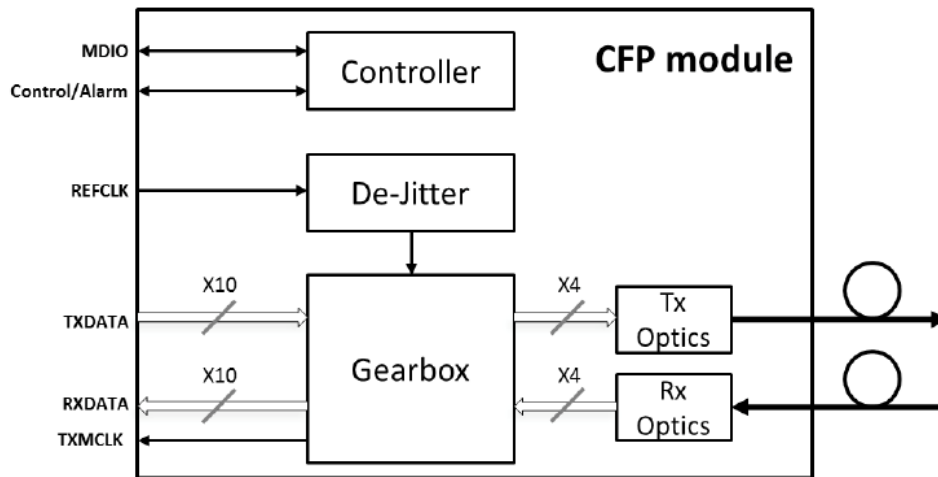 MDIO
Control/Alarm
Controller
CFP module
REFCLK
De-Jitter
X10
X4
TXDATA
Tx
Optics
Gearbox
X10
X4
RXDATA
Rx
Optics
TXMCLK